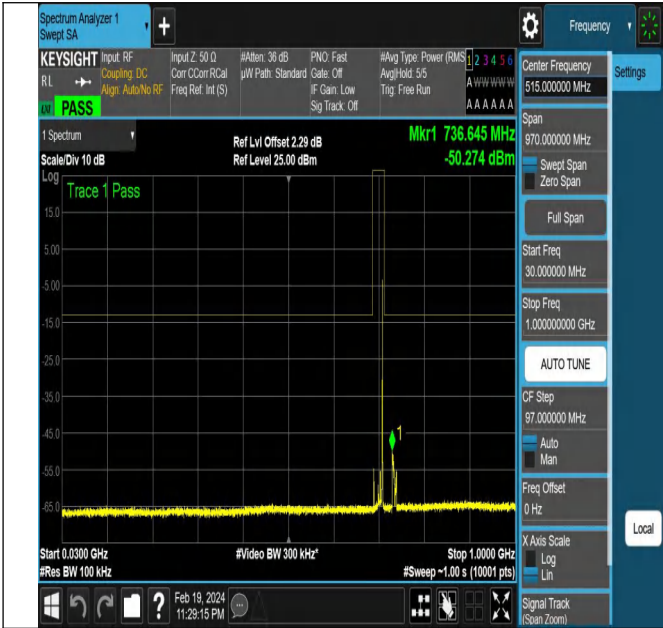 Spectrum Analyzer 1
Swept SA
Frequency
KEYSIGHT
RL
PASS
Input: RF
Coupling: DC
Align: Auto/No RF
Input Z: 50 Ω
Corr CCorr RCal
Freq Ref: Int (S)
#Atten: 36 dB
µW Path: Standard
PNO: Fast
Gate: Off
IF Gain: Low
Sig Track: Off
#Avg Type: Power (RMS
Avg|Hold: 5/5
Trig: Free Run
1 2 3 4 5 6
A W W W W W
A A A A A A
1 Spectrum
Scale/Div 10 dB
Ref Lvl Offset 2.29 dB
Ref Level 25.00 dBm
Mkr1 736.645 MHz
-50.274 dBm
Log
Trace 1 Pass
15.0
5.00
-5.00
-15.0
-25.0
-35.0
-45.0
-55.0
-65.0
1
Start 0.0300 GHz
#Res BW 100 kHz
#Video BW 300 kHz*
Stop 1.0000 GHz
#Sweep ~1.00 s (10001 pts)
Feb 19, 2024
11:29:15 PM
Center Frequency
515.000000 MHz
Settings
Span
970.000000 MHz
Swept Span
Zero Span
Full Span
Start Freq
30.000000 MHz
Stop Freq
1.000000000 GHz
AUTO TUNE
CF Step
97.000000 MHz
Auto
Man
Freq Offset
0 Hz
X Axis Scale
Log
Lin
Local
Signal Track
(Span Zoom)